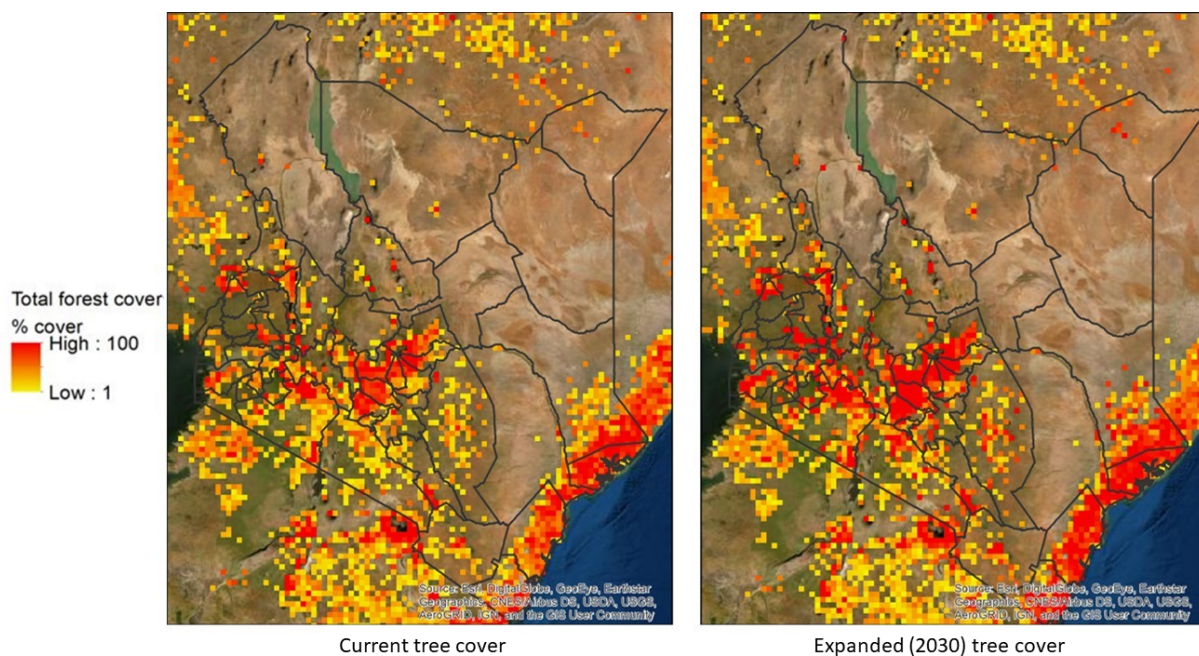 Total forest cover
% cover
High : 100
Low : 1
Source: Esri, DigitalGlobe, GeoEye, Earthstar
Geographics, CNES/Airbus DS, USDA, USGS,
AeroGRID, IGN, and the GIS User Community
Source: Esri, DigitalGlobe, GeoEye, Earthstar
Geographics, CNES/Airbus DS, USDA, USGS,
AeroGRID, IGN, and the GIS User Community
Current tree cover
Expanded (2030) tree cover